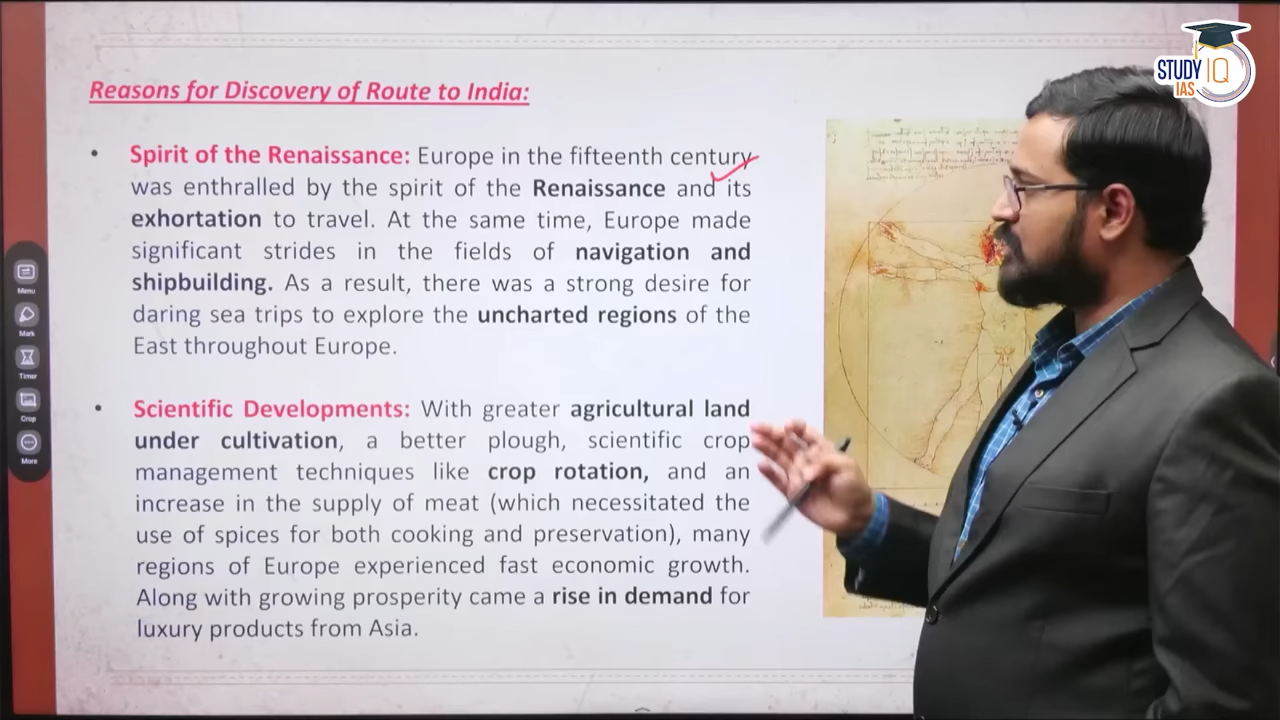 STUDY IQ
IAS
Reasons for Discovery of Route to India:
• Spirit of the Renaissance: Europe in the fifteenth century
was enthralled by the spirit of the Renaissance and its
exhortation to travel. At the same time, Europe made
significant strides in the fields of navigation and
shipbuilding. As a result, there was a strong desire for
daring sea trips to explore the uncharted regions of the
East throughout Europe.
• Scientific Developments: With greater agricultural land
under cultivation, a better plough, scientific crop
management techniques like crop rotation, and an
increase in the supply of meat (which necessitated the
use of spices for both cooking and preservation), many
regions of Europe experienced fast economic growth.
Along with growing prosperity came a rise in demand for
luxury products from Asia.
Menu
Mark
Timer
Crop
More